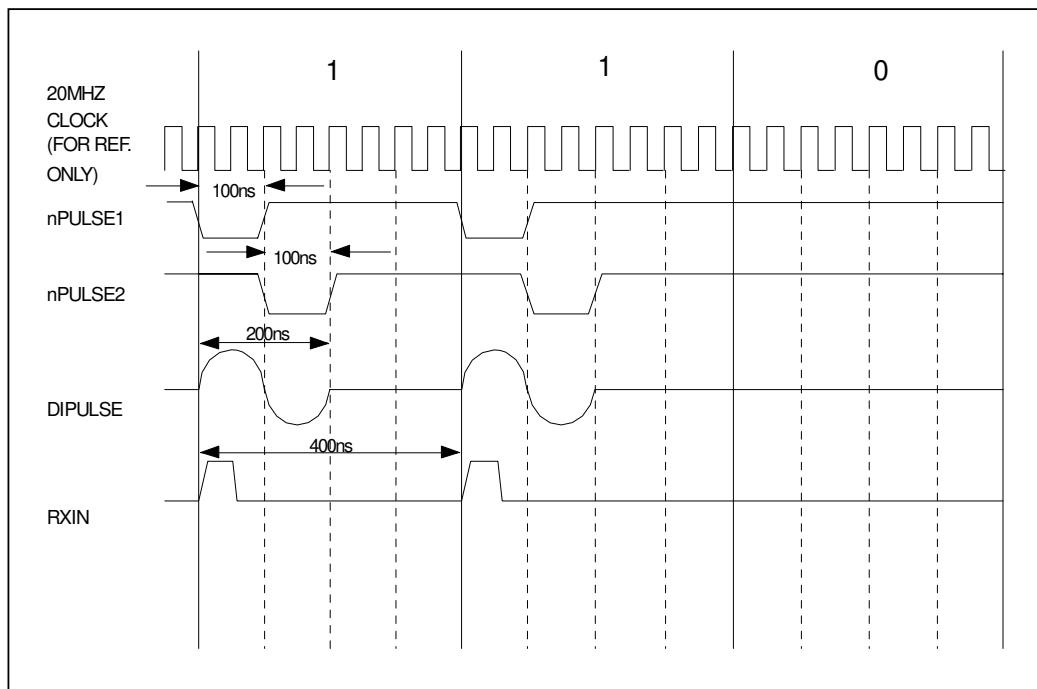 1
1
0
20MHZ
CLOCK
(FOR REF.
ONLY)
100ns
nPULSE1
100ns
nPULSE2
200ns
DIPULSE
400ns
RXIN